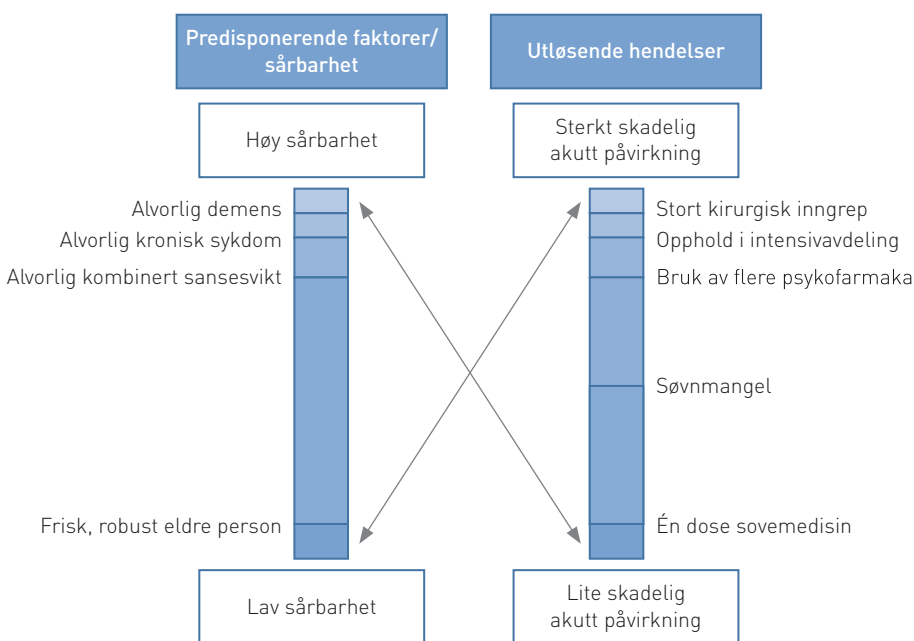 Predisponerende faktorer/
sårbarhet
Utløsende hendelser
Høy sårbarhet
Sterkt skadelig
akutt påvirkning
Alvorlig demens
Alvorlig kronisk sykdom
Alvorlig kombinert sansesvikt
Frisk, robust eldre person
Stort kirurgisk inngrep
Opphold i intensivavdeling
Bruk av flere psykofarmaka
Søvnmangel
Én dose sovemedisin
Lav sårbarhet
Lite skadelig
akutt påvirkning